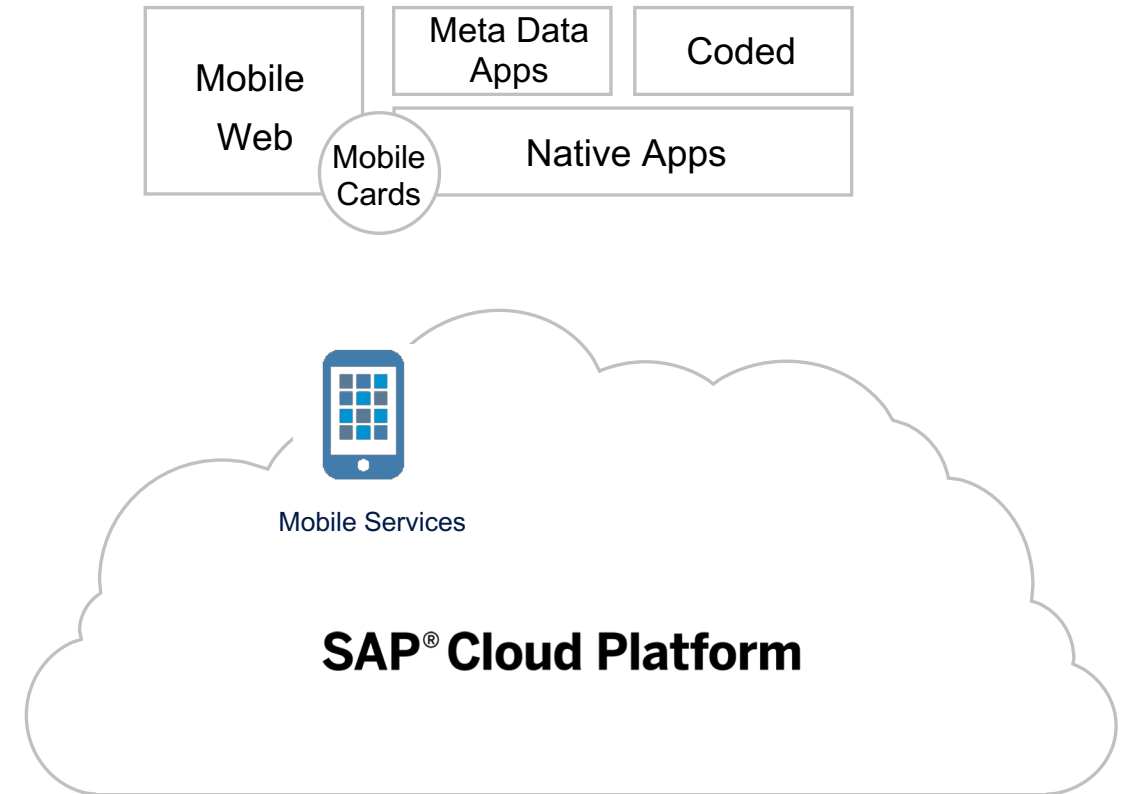 Mobile
Web
Meta Data
Apps
Coded
Mobile
Cards
Native Apps
Mobile Services
SAP® Cloud Platform